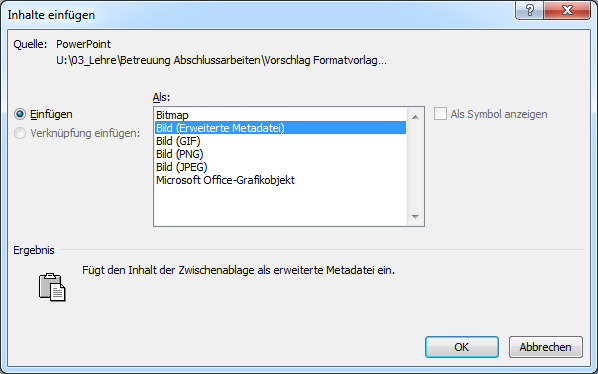 Inhalte einfügen
Quelle: PowerPoint
U:\03_Lehre\Betreuung Abschlussarbeiten\Vorschlag Formatvorlag...
Als:
Einfügen
Verknüpfung einfügen:
Bitmap
Bild (Erweiterte Metadatei)
Bild (GIF)
Bild (PNG)
Bild (JPEG)
Microsoft Office-Grafikobjekt
Als Symbol anzeigen
Ergebnis
Fügt den Inhalt der Zwischenablage als erweiterte Metadatei ein.
OK Abbrechen